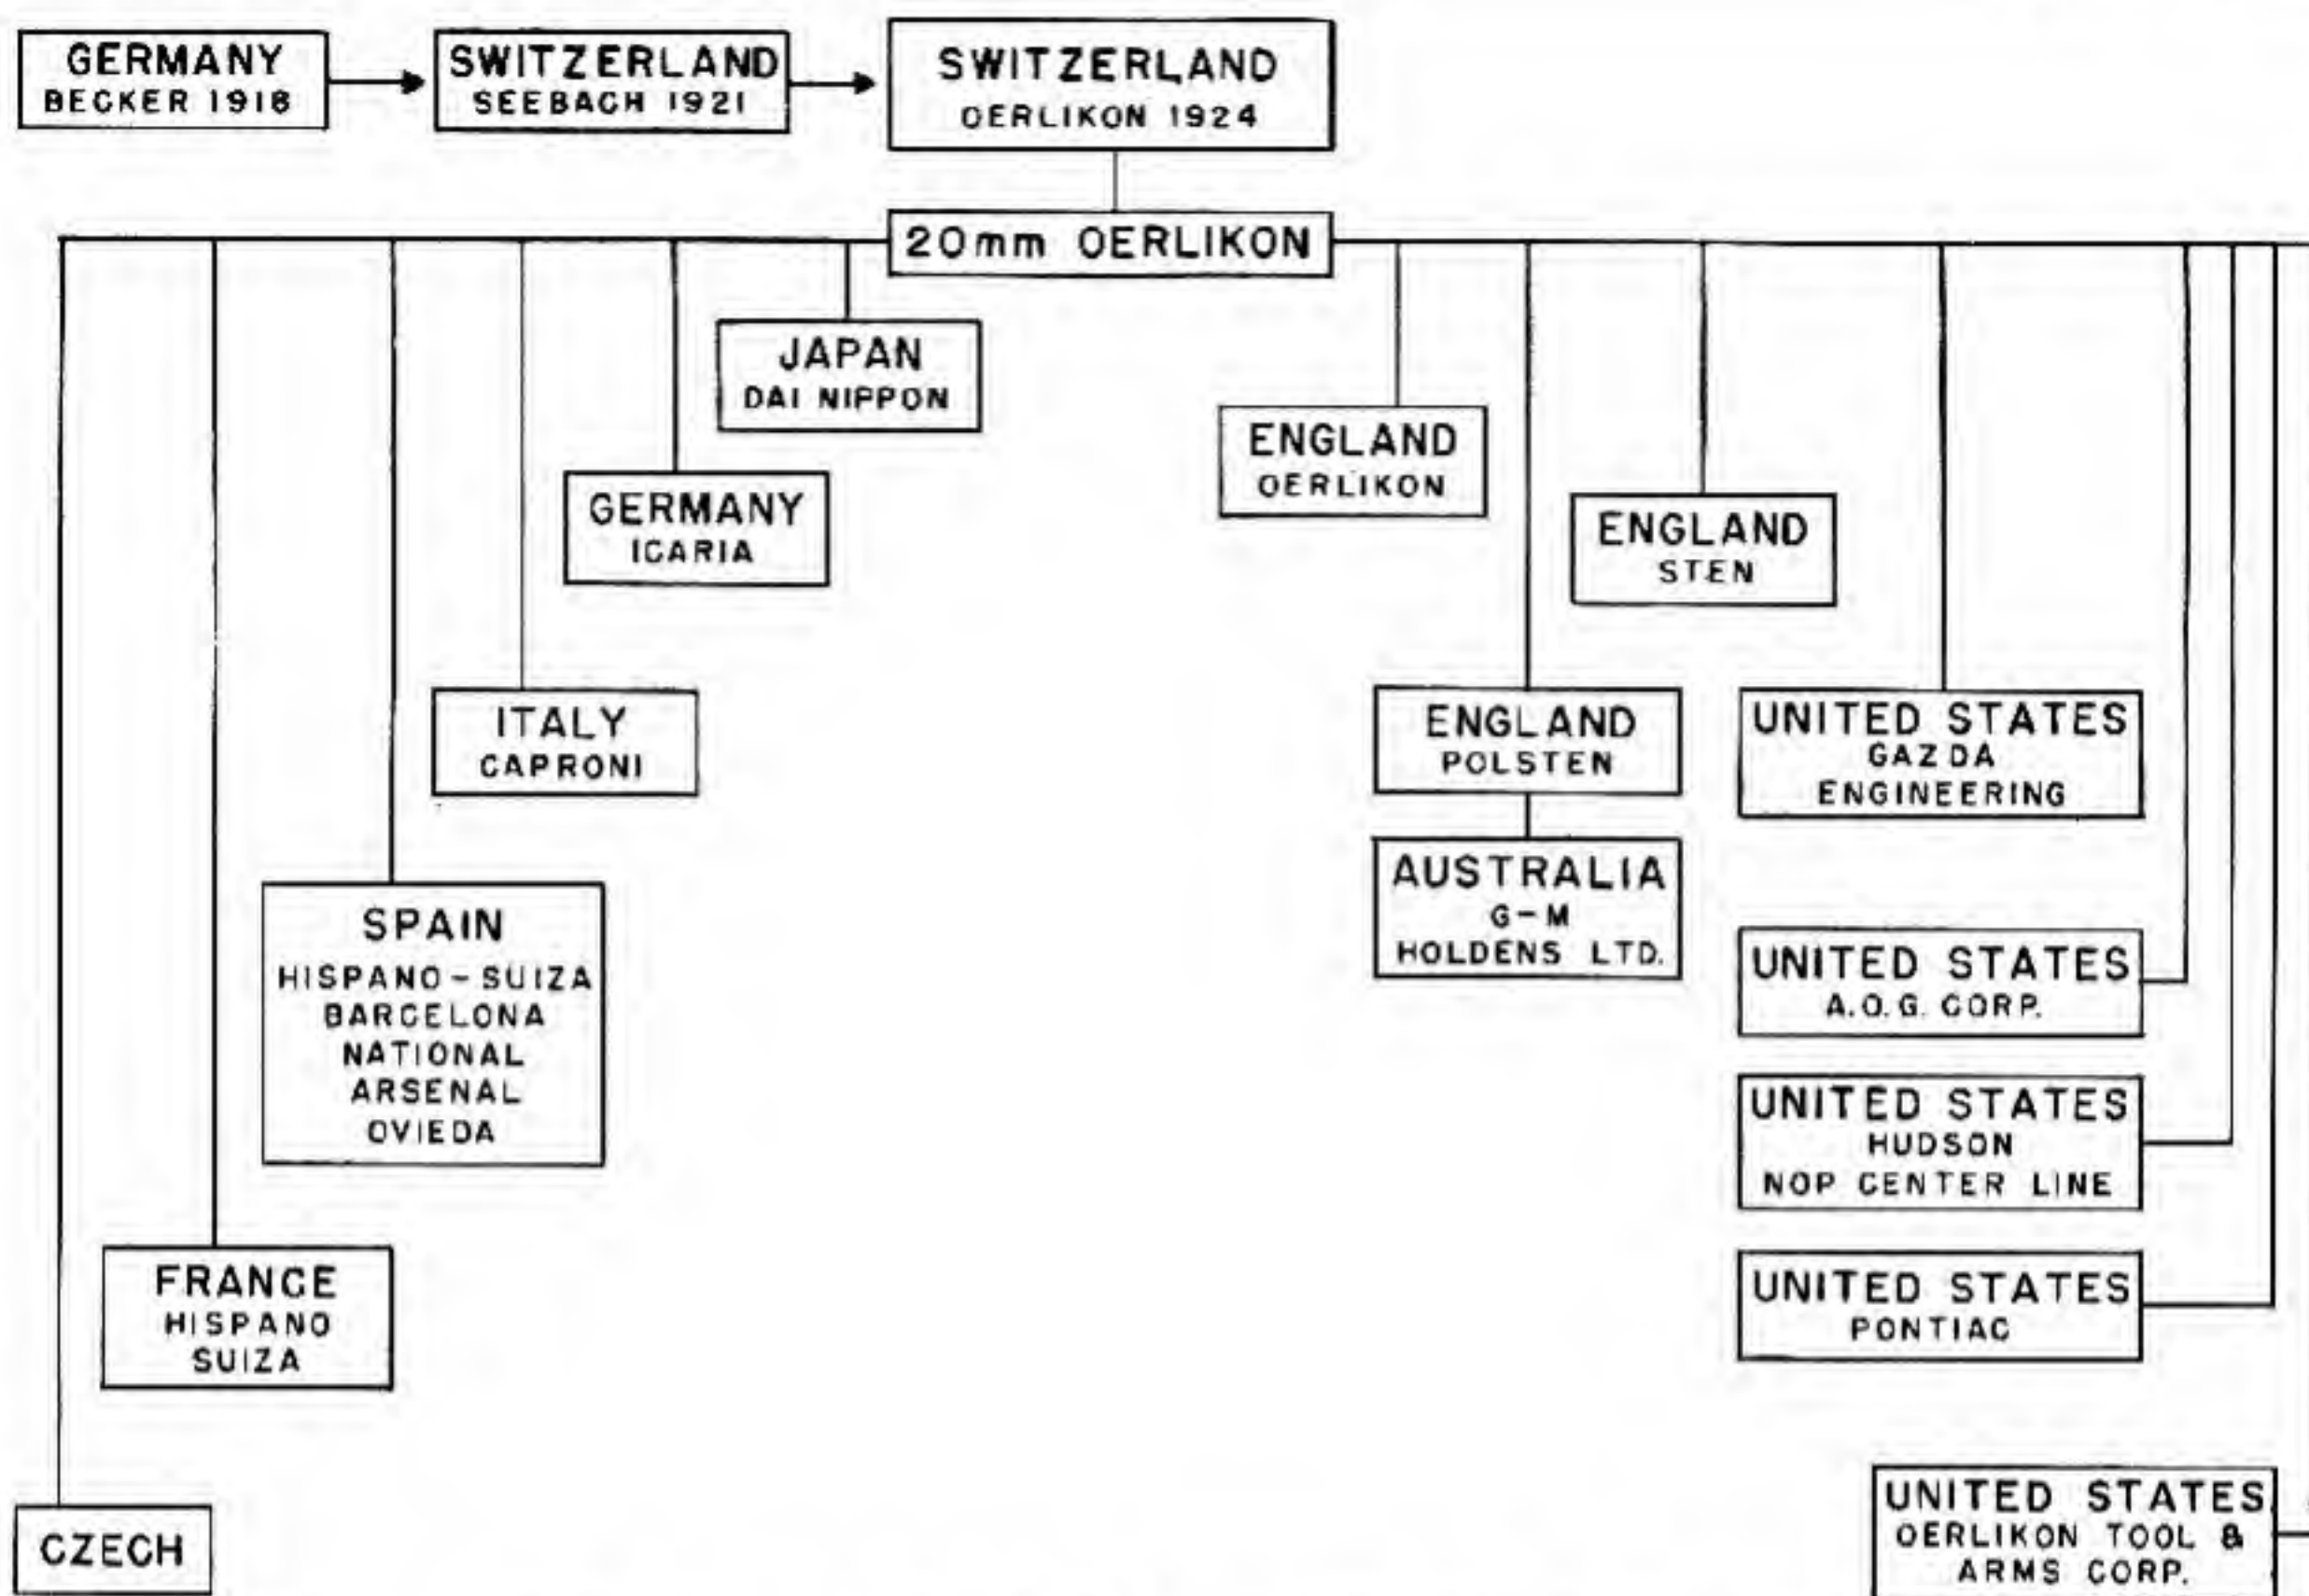 GERMANY
BECKER 1918
SWITZERLAND
SEEBACH 1921
SWITZERLAND
OERLIKON 1924
20mm OERLIKON
JAPAN
DAI NIPPON
GERMANY
ICARIA
ITALY
CAPRONI
SPAIN
HISPANO-SUIZA
BARCELONA
NATIONAL
ARSENAL
OVIEDA
FRANCE
HISPANO
SUIZA
CZECH
ENGLAND
OERLIKON
ENGLAND
STEN
ENGLAND
POLSTEN
AUSTRALIA
G-M
HOLDENS LTD.
UNITED STATES
GAZDA
ENGINEERING
UNITED STATES
A.O.G. CORP.
UNITED STATES
HUDSON
NOP CENTER LINE
UNITED STATES
PONTIAC
UNITED STATES
OERLIKON TOOL &
ARMS CORP.